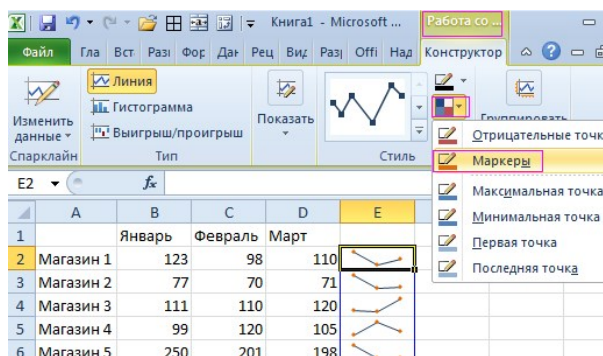 Книга1 - Microsoft ... Работа со ...
Файл Гла Вст Разі Фор Дан Рец Вид Разр Offi Над Конструктор
Линия
Гистограмма
Выигрыш/проигрыш
Изменить данные
Показать
Группировать
Спарклайн Тип Стиль
Отрицательные точк
Маркеры
Максимальная точка
Минимальная точка
Первая точка
Последняя точка
E2 fx
A B C D E
1 Январь Февраль Март
2 Магазин 1 123 98 110
3 Магазин 2 77 70 71
4 Магазин 3 111 110 120
5 Магазин 4 99 120 105
6 Магазин 5 250 201 198